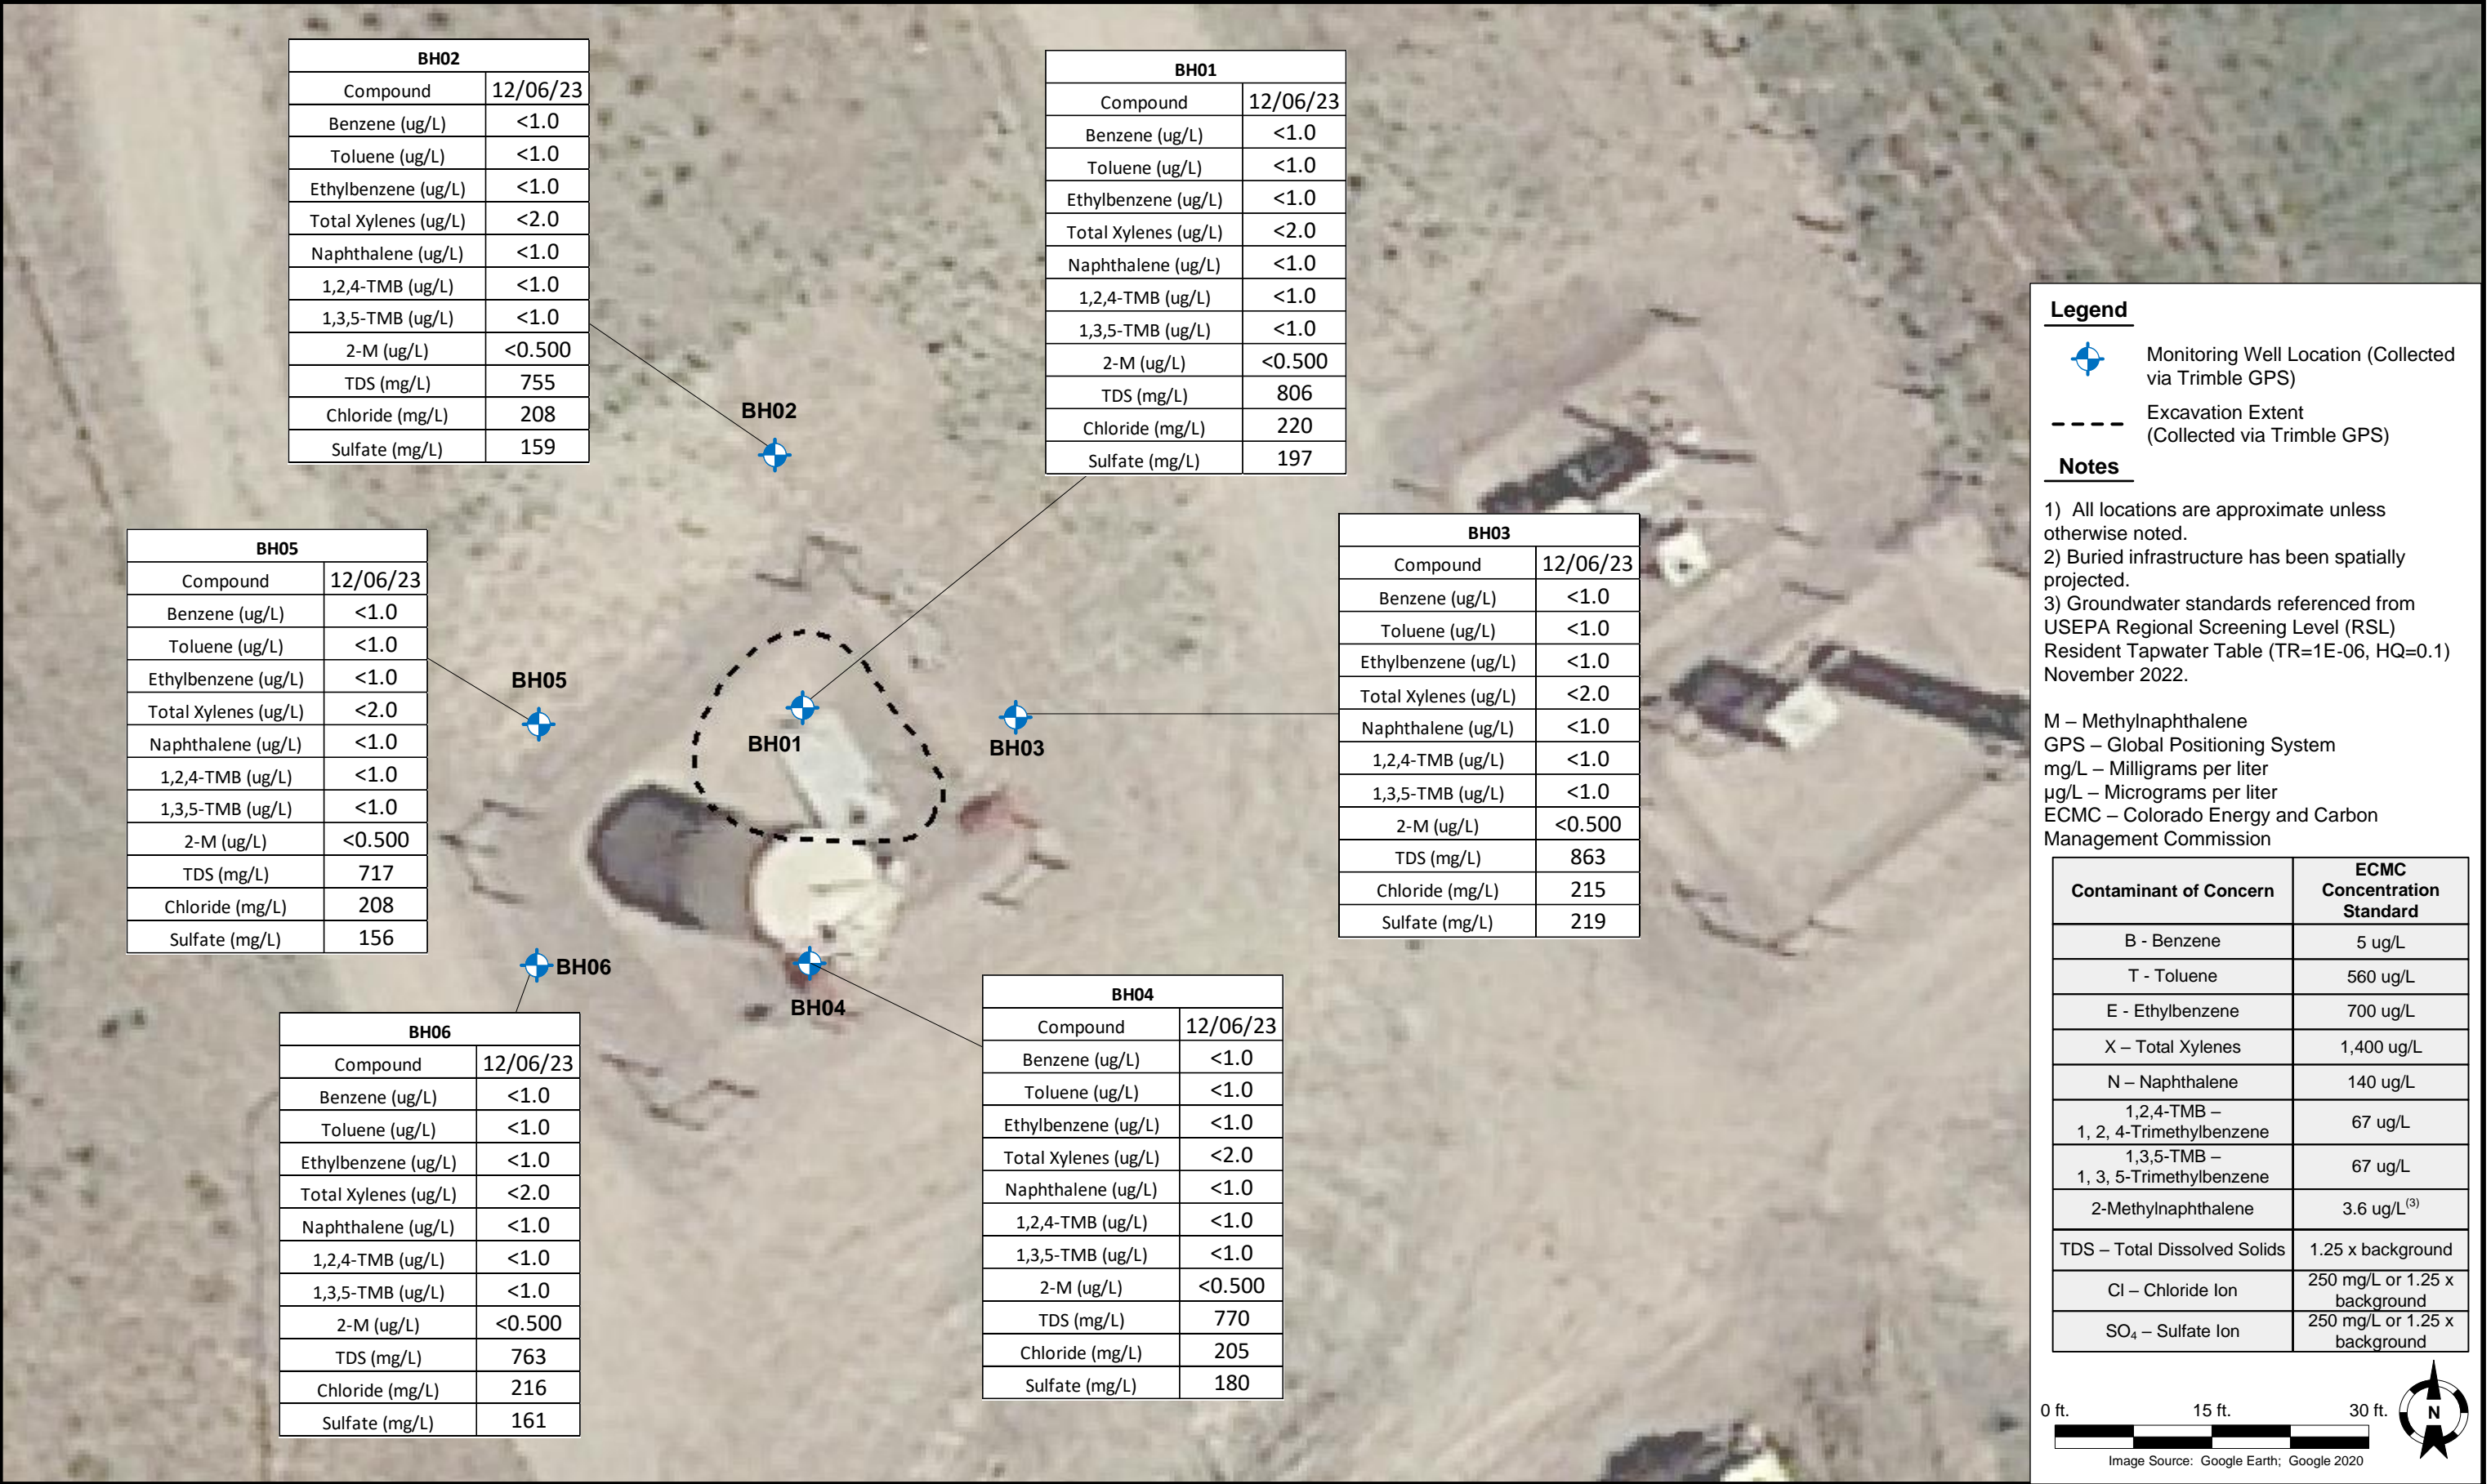 BH02
Compound 12/06/23
Benzene (ug/L) <1.0
Toluene (ug/L) <1.0
Ethylbenzene (ug/L) <1.0
Total Xylenes (ug/L) <2.0
Naphthalene (ug/L) <1.0
1,2,4-TMB (ug/L) <1.0
1,3,5-TMB (ug/L) <1.0
2-M (ug/L) <0.500
TDS (mg/L) 755
Chloride (mg/L) 208
Sulfate (mg/L) 159
BH01
Compound 12/06/23
Benzene (ug/L) <1.0
Toluene (ug/L) <1.0
Ethylbenzene (ug/L) <1.0
Total Xylenes (ug/L) <2.0
Naphthalene (ug/L) <1.0
1,2,4-TMB (ug/L) <1.0
1,3,5-TMB (ug/L) <1.0
2-M (ug/L) <0.500
TDS (mg/L) 806
Chloride (mg/L) 220
Sulfate (mg/L) 197
BH02
BH05
Compound 12/06/23
Benzene (ug/L) <1.0
Toluene (ug/L) <1.0
Ethylbenzene (ug/L) <1.0
Total Xylenes (ug/L) <2.0
Naphthalene (ug/L) <1.0
1,2,4-TMB (ug/L) <1.0
1,3,5-TMB (ug/L) <1.0
2-M (ug/L) <0.500
TDS (mg/L) 717
Chloride (mg/L) 208
Sulfate (mg/L) 156
BH05
BH01
BH03
BH03
Compound 12/06/23
Benzene (ug/L) <1.0
Toluene (ug/L) <1.0
Ethylbenzene (ug/L) <1.0
Total Xylenes (ug/L) <2.0
Naphthalene (ug/L) <1.0
1,2,4-TMB (ug/L) <1.0
1,3,5-TMB (ug/L) <1.0
2-M (ug/L) <0.500
TDS (mg/L) 863
Chloride (mg/L) 215
Sulfate (mg/L) 219
BH06
BH04
BH06
Compound 12/06/23
Benzene (ug/L) <1.0
Toluene (ug/L) <1.0
Ethylbenzene (ug/L) <1.0
Total Xylenes (ug/L) <2.0
Naphthalene (ug/L) <1.0
1,2,4-TMB (ug/L) <1.0
1,3,5-TMB (ug/L) <1.0
2-M (ug/L) <0.500
TDS (mg/L) 763
Chloride (mg/L) 216
Sulfate (mg/L) 161
BH04
Compound 12/06/23
Benzene (ug/L) <1.0
Toluene (ug/L) <1.0
Ethylbenzene (ug/L) <1.0
Total Xylenes (ug/L) <2.0
Naphthalene (ug/L) <1.0
1,2,4-TMB (ug/L) <1.0
1,3,5-TMB (ug/L) <1.0
2-M (ug/L) <0.500
TDS (mg/L) 770
Chloride (mg/L) 205
Sulfate (mg/L) 180
Legend
Monitoring Well Location (Collected
via Trimble GPS)
Excavation Extent
(Collected via Trimble GPS)
Notes
1) All locations are approximate unless
otherwise noted.
2) Buried infrastructure has been spatially
projected.
3) Groundwater standards referenced from
USEPA Regional Screening Level (RSL)
Resident Tapwater Table (TR=1E-06, HQ=0.1)
November 2022.
M – Methylnaphthalene
GPS – Global Positioning System
mg/L – Milligrams per liter
µg/L – Micrograms per liter
ECMC – Colorado Energy and Carbon
Management Commission
Contaminant of Concern
ECMC
Concentration
Standard
B - Benzene 5 ug/L
T - Toluene 560 ug/L
E - Ethylbenzene 700 ug/L
X – Total Xylenes 1,400 ug/L
N – Naphthalene 140 ug/L
1,2,4-TMB –
1, 2, 4-Trimethylbenzene 67 ug/L
1,3,5-TMB –
1, 3, 5-Trimethylbenzene 67 ug/L
2-Methylnaphthalene 3.6 ug/L(3)
TDS – Total Dissolved Solids 1.25 x background
Cl – Chloride Ion 250 mg/L or 1.25 x
background
SO₄ – Sulfate Ion 250 mg/L or 1.25 x
background
0 ft. 15 ft. 30 ft.
N
Image Source: Google Earth; Google 2020